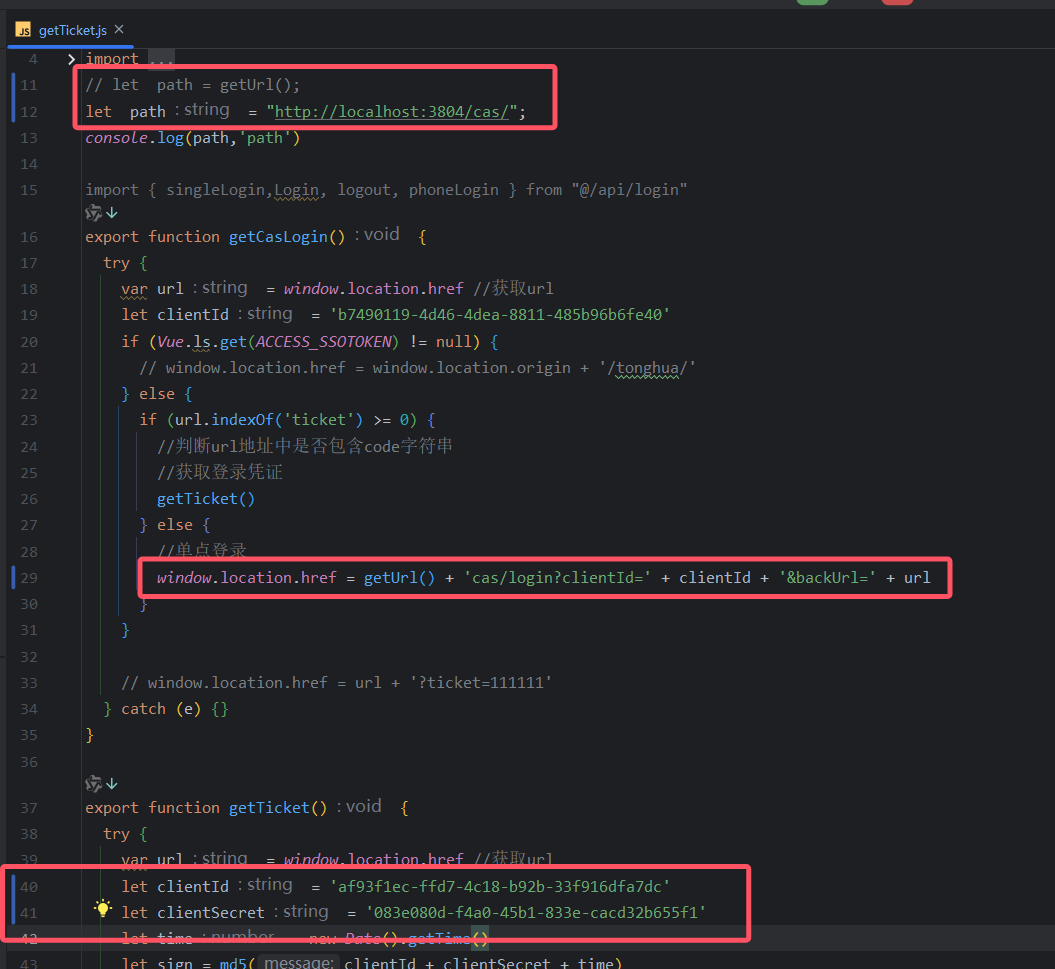 JS getTicket.js ×
4 import ...
11 // let path = getUrl();
12 let path : string = "http://localhost:3804/cas/";
13 console.log(path,'path')
14
15 import { singleLogin,Login, logout, phoneLogin } from "@/api/login"
16 export function getCasLogin() : void {
17 try {
18 var url : string = window.location.href //获取url
19 let clientId : string = 'b7490119-4d46-4dea-8811-485b96b6fe40'
20 if (Vue.ls.get(ACCESS_SSOTOKEN) != null) {
21 // window.location.href = window.location.origin + '/tonghua/'
22 } else {
23 if (url.indexOf('ticket') >= 0) {
24 //判断url地址中是否包含code字符串
25 //获取登录凭证
26 getTicket()
27 } else {
28 //单点登录
29 window.location.href = getUrl() + 'cas/login?clientId=' + clientId + '&backUrl=' + url
30 }
31 }
32
33 // window.location.href = url + '?ticket=111111'
34 } catch (e) {}
35 }
36
37 export function getTicket() : void {
38 try {
39 var url : string = window.location.href //获取url
40 let clientId : string = 'af93f1ec-ffd7-4c18-b92b-33f916dfa7dc'
41 let clientSecret : string = '083e080d-f4a0-45b1-833e-cacd32b655f1'
42 let time : number = new Date().getTime()
43 let sign = md5( message: clientId + clientSecret + time)